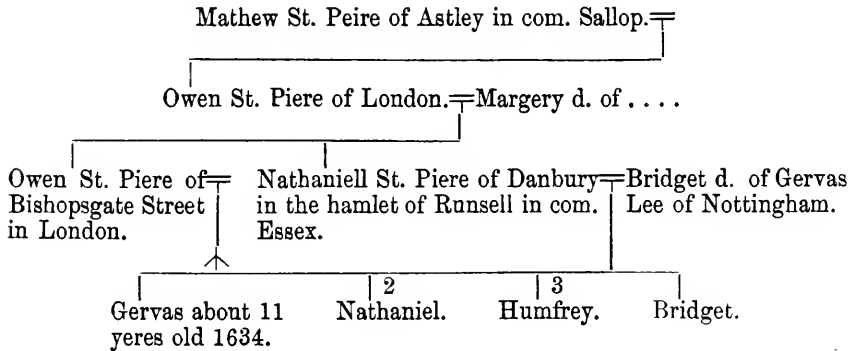 Mathew St. Peire of Astley in com. Sallop.
Owen St. Piere of London. Margery d. of . . . .
Owen St. Piere of
Bishopsgate Street
in London.
Nathaniell St. Piere of Danbury
in the hamlet of Runsell in com.
Essex.
Bridget d. of Gervas
Lee of Nottingham.
Gervas about 11
yeres old 1634.
2
Nathaniel.
3
Humfrey.
Bridget.